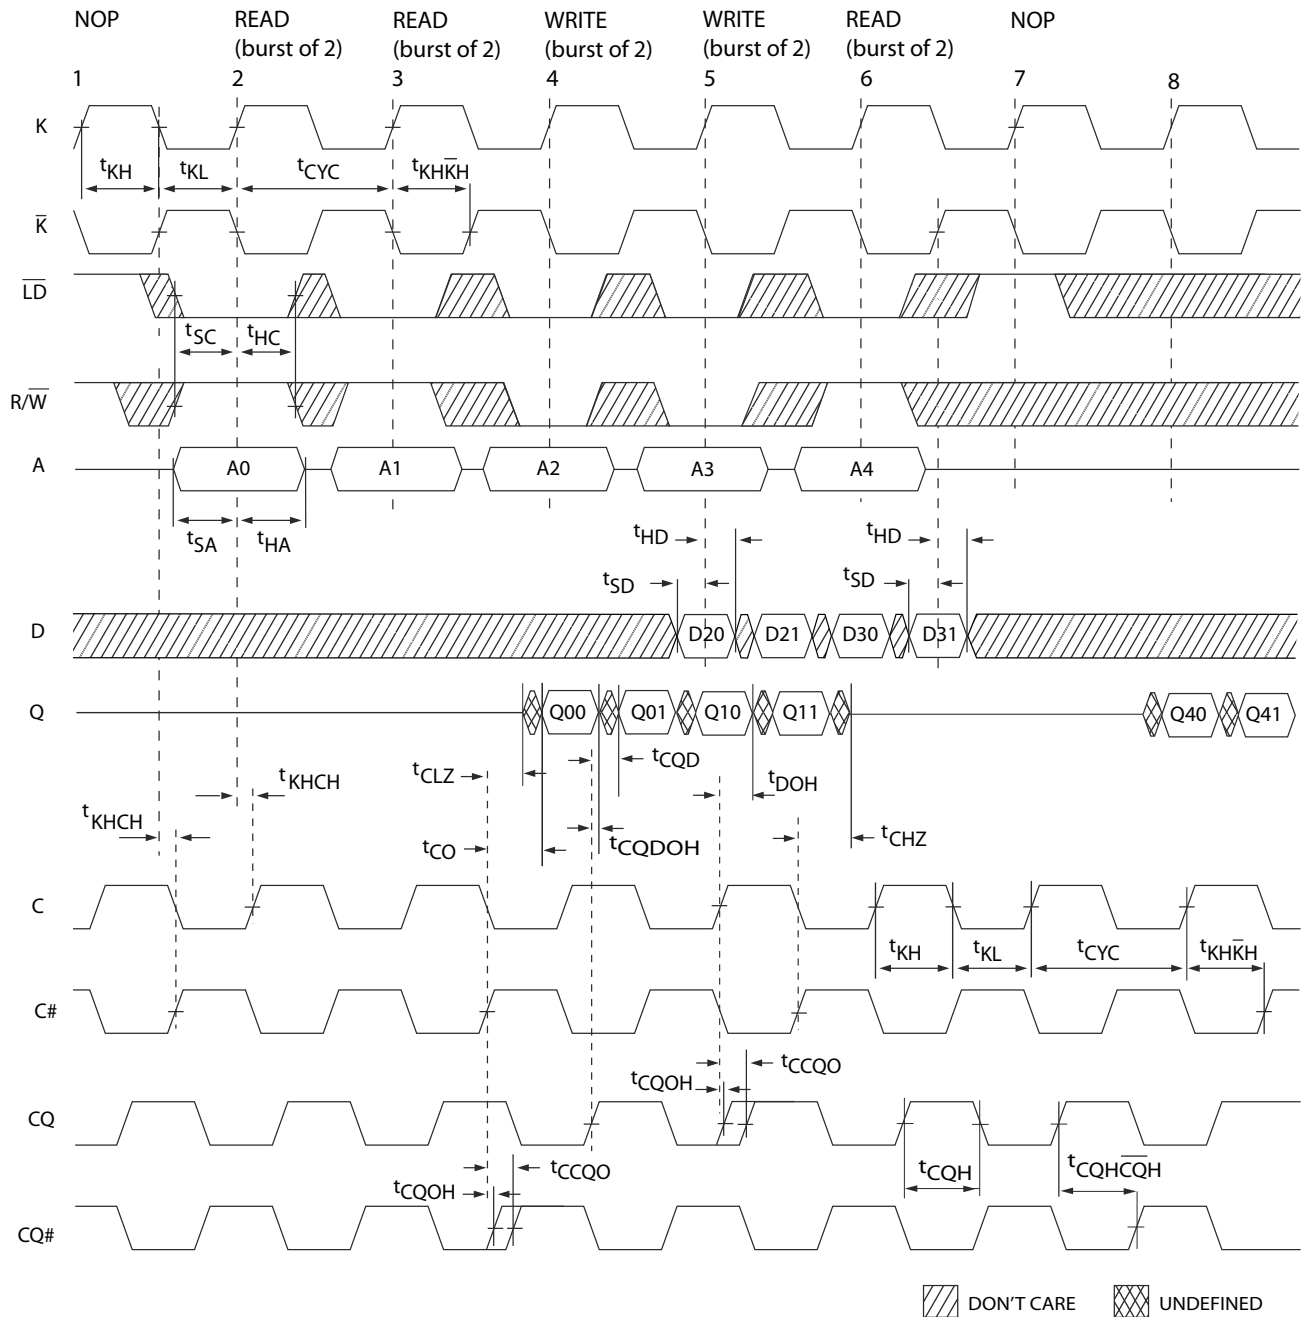 NOP READ READ WRITE WRITE READ NOP
(burst of 2) (burst of 2) (burst of 2) (burst of 2) (burst of 2)
1 2 3 4 5 6 7 8
K
tKH tKL tCYC tKHK̅H
K̅
L̅D̅
tSC tHC
R/W̅
A A0 A1 A2 A3 A4
tSA tHA tHD tHD
tSD tSD
D D20 D21 D30 D31
Q Q00 Q01 Q10 Q11 Q40 Q41
tKHCH tCLZ tCQD tDOH
tKHCH tCO tCQDOH tCHZ
C
tKH tKL tCYC tKHK̅H
C#
tCQOH tCCQO
CQ
tCQOH tCCQO tCQH tCQHC̅Q̅H
CQ#
DON'T CARE UNDEFINED